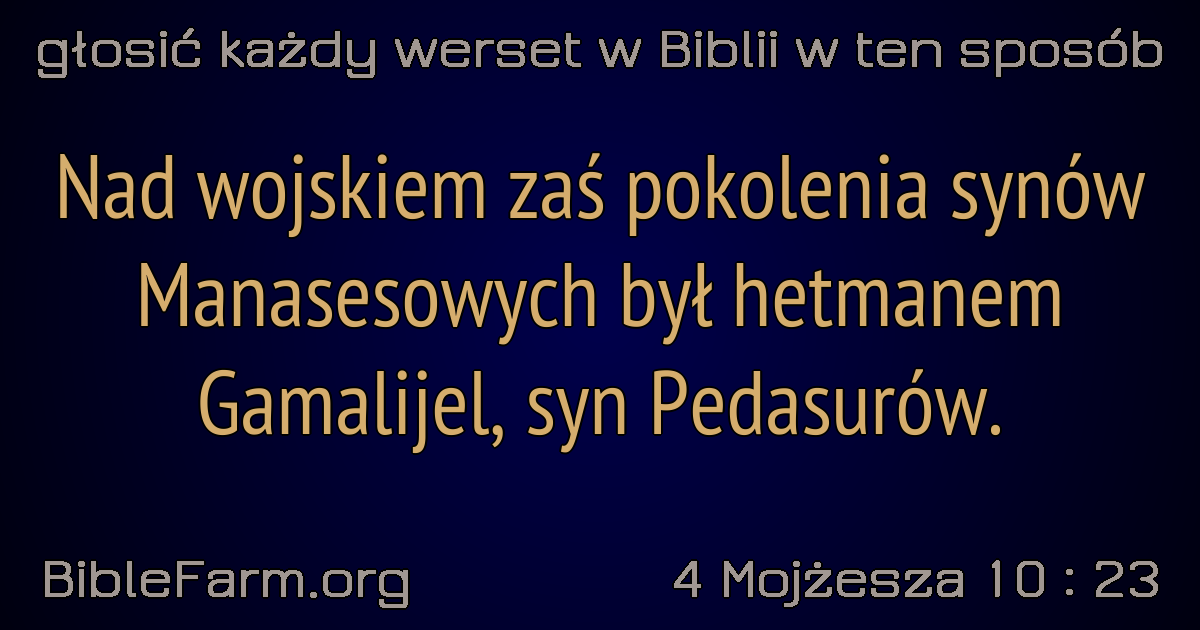 głosić każdy werset w Biblii w ten sposób
Nad wojskiem zaś pokolenia synów
Manasesowych był hetmanem
Gamalijel, syn Pedasurów.
BibleFarm.org
4 Mojżesza 10 : 23